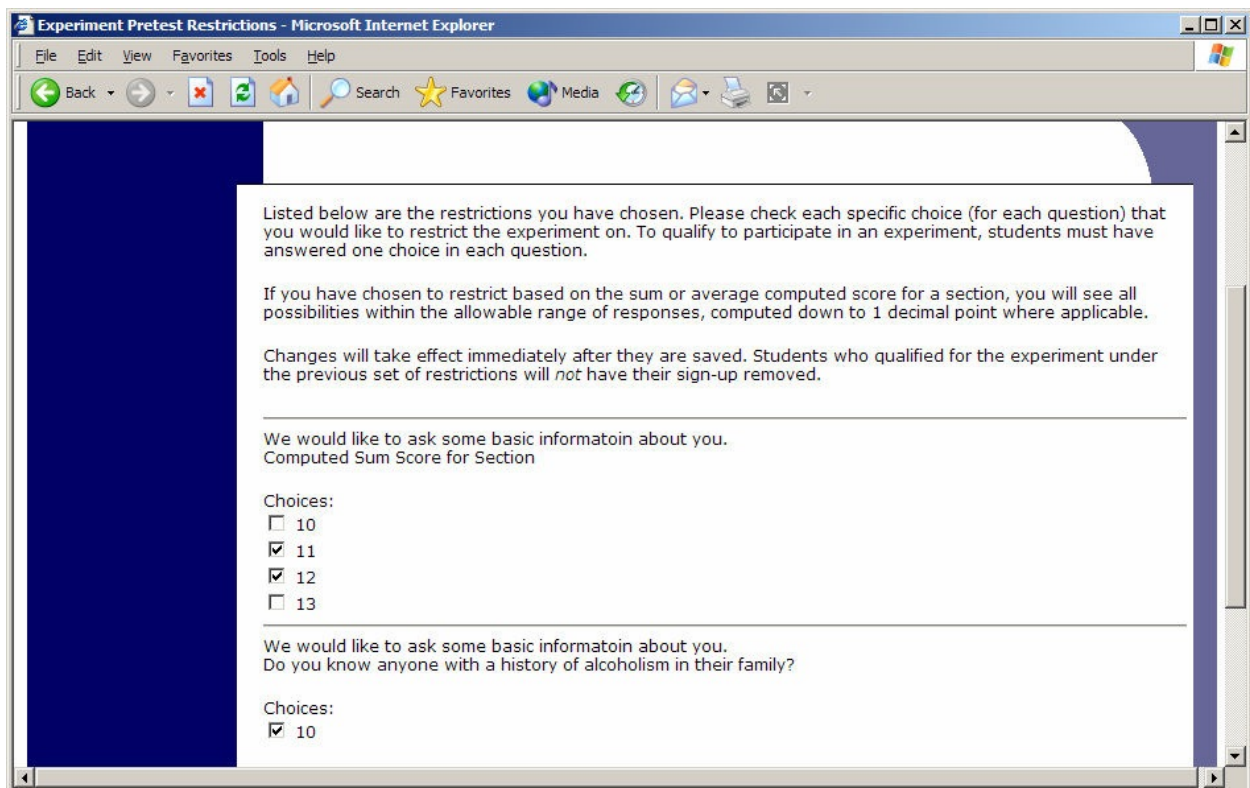 Experiment Pretest Restrictions - Microsoft Internet Explorer
File Edit View Favorites Tools Help
Back Search Favorites Media
Listed below are the restrictions you have chosen. Please check each specific choice (for each question) that
you would like to restrict the experiment on. To qualify to participate in an experiment, students must have
answered one choice in each question.
If you have chosen to restrict based on the sum or average computed score for a section, you will see all
possibilities within the allowable range of responses, computed down to 1 decimal point where applicable.
Changes will take effect immediately after they are saved. Students who qualified for the experiment under
the previous set of restrictions will not have their sign-up removed.
We would like to ask some basic informatoin about you.
Computed Sum Score for Section
Choices:
10
11
12
13
We would like to ask some basic informatoin about you.
Do you know anyone with a history of alcoholism in their family?
Choices:
10